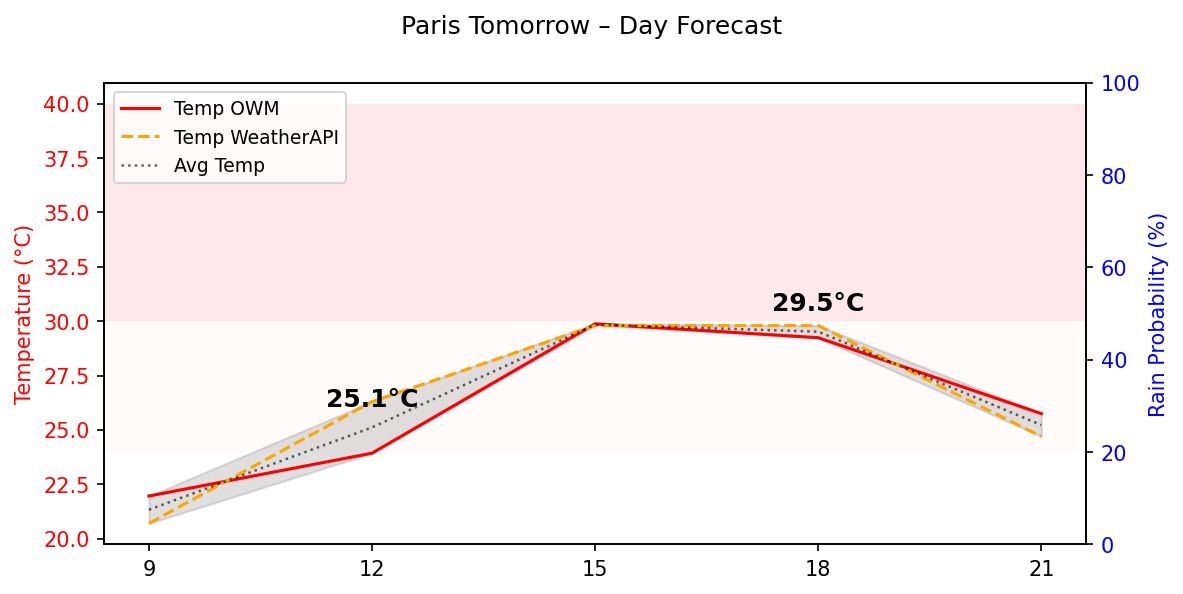 Paris Tomorrow – Day Forecast
Temp OWM
Temp WeatherAPI
Avg Temp
Temperature (°C)
40.0
37.5
35.0
32.5
30.0
27.5
25.0
22.5
20.0
25.1°C
29.5°C
100
80
60
40
20
0
Rain Probability (%)
9 12 15 18 21